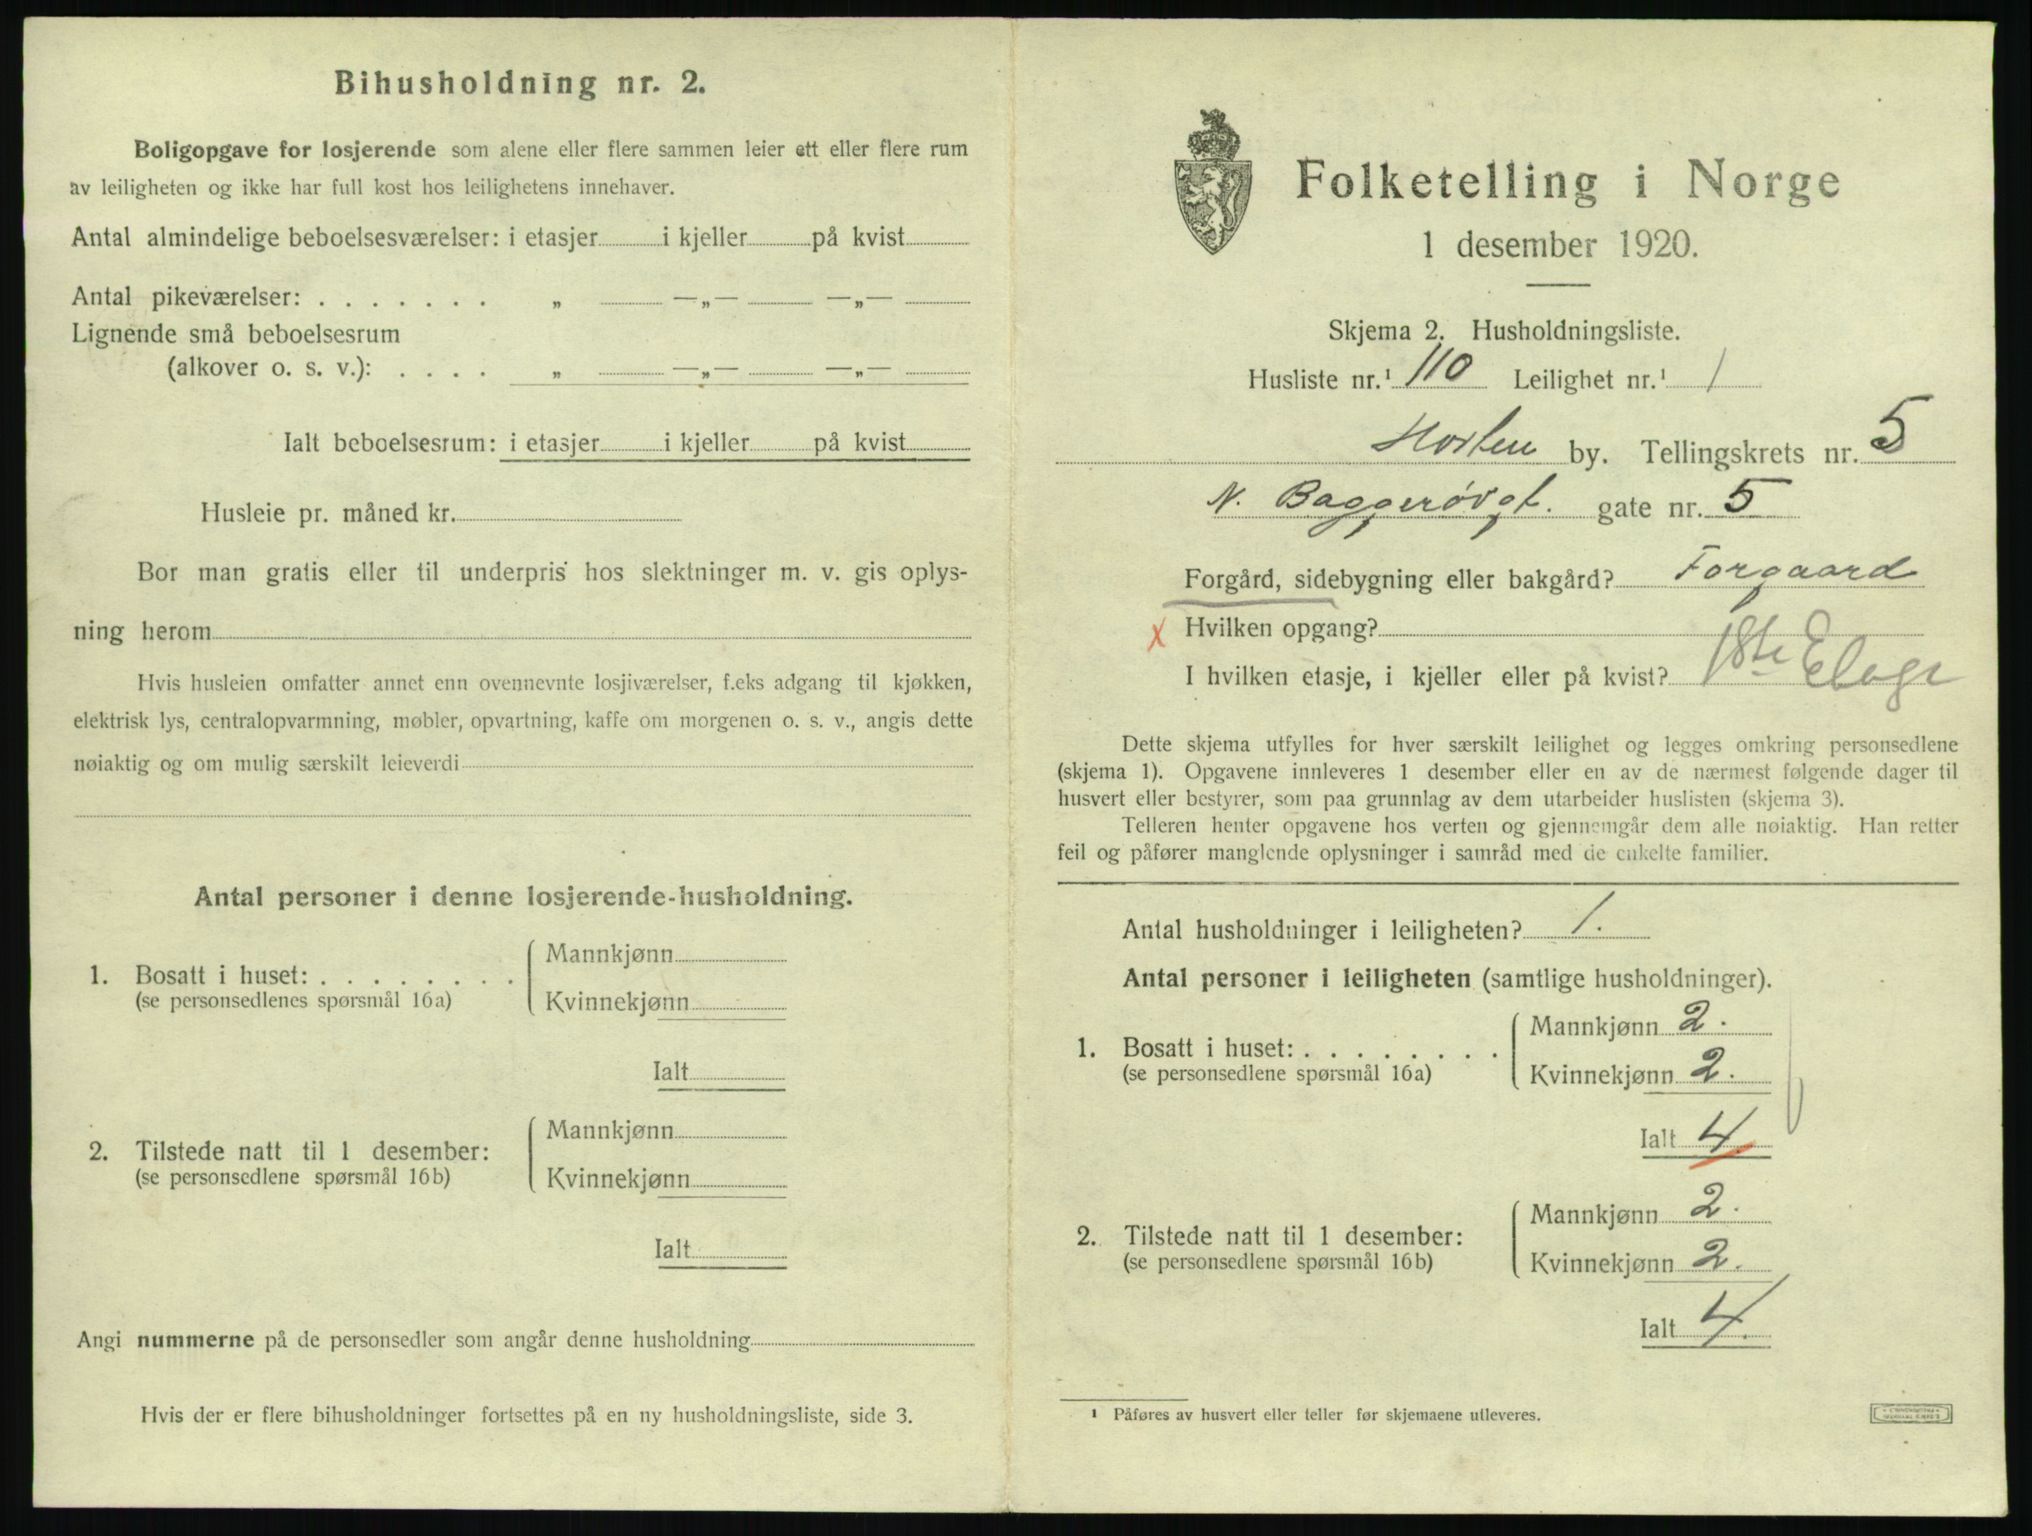 Bihusholdning nr. 2.
Boligopgave for losjerende som alene eller flere sammen leier ett eller flere rum
av leiligheten og ikke har full kost hos leilighetens innehaver.
Antal almindelige beboelsesværelser: i etasjer i kjeller på kvist
Antal pikeværelser: . . . . . . . „ —„— —„—
Lignende små beboelsesrum
(alkover o. s. v.): . . . . „ —„— —„—
Ialt beboelsesrum: i etasjer i kjeller på kvist
Husleie pr. måned kr.
Bor man gratis eller til underpris hos slektninger m. v. gis oplys-
ning herom
Hvis husleien omfatter annet enn ovennevnte losjiværelser, f.eks adgang til kjøkken,
elektrisk lys, centralopvarmning, møbler, opvartning, kaffe om morgenen o. s. v., angis dette
nøiaktig og om mulig særskilt leieverdi
Antal personer i denne losjerende-husholdning.
1. Bosatt i huset: . . . . . . . . Mannkjønn
(se personsedlenes spørsmål 16a) Kvinnekjønn
Ialt
2. Tilstede natt til 1 desember: Mannkjønn
(se personsedlene spørsmål 16b) Kvinnekjønn
Ialt
Angi nummerne på de personsedler som angår denne husholdning
Hvis der er flere bihusholdninger fortsettes på en ny husholdningsliste, side 3.
Folketelling i Norge
1 desember 1920.
Skjema 2. Husholdningsliste.
Husliste nr.¹ 110 Leilighet nr.¹ 1
Horten by. Tellingskrets nr. 5
N. Baggerøvgt. gate nr. 5
Forgård, sidebygning eller bakgård? Forgaard
x Hvilken opgang?
I hvilken etasje, i kjeller eller på kvist? 1ste Etage
Dette skjema utfylles for hver særskilt leilighet og legges omkring personsedlene
(skjema 1). Opgavene innleveres 1 desember eller en av de nærmest følgende dager til
husvert eller bestyrer, som paa grunnlag av dem utarbeider huslisten (skjema 3).
Telleren henter opgavene hos verten og gjennemgår dem alle nøiaktig. Han retter
feil og påfører manglende oplysninger i samråd med de enkelte familier.
Antal husholdninger i leiligheten? 1.
Antal personer i leiligheten (samtlige husholdninger).
1. Bosatt i huset: . . . . . . . . Mannkjønn 2.
(se personsedlene spørsmål 16a) Kvinnekjønn 2.
Ialt 4.
2. Tilstede natt til 1 desember: Mannkjønn 2.
(se personsedlene spørsmål 16b) Kvinnekjønn 2.
Ialt 4.
¹ Påføres av husvert eller teller før skjemaene utleveres.